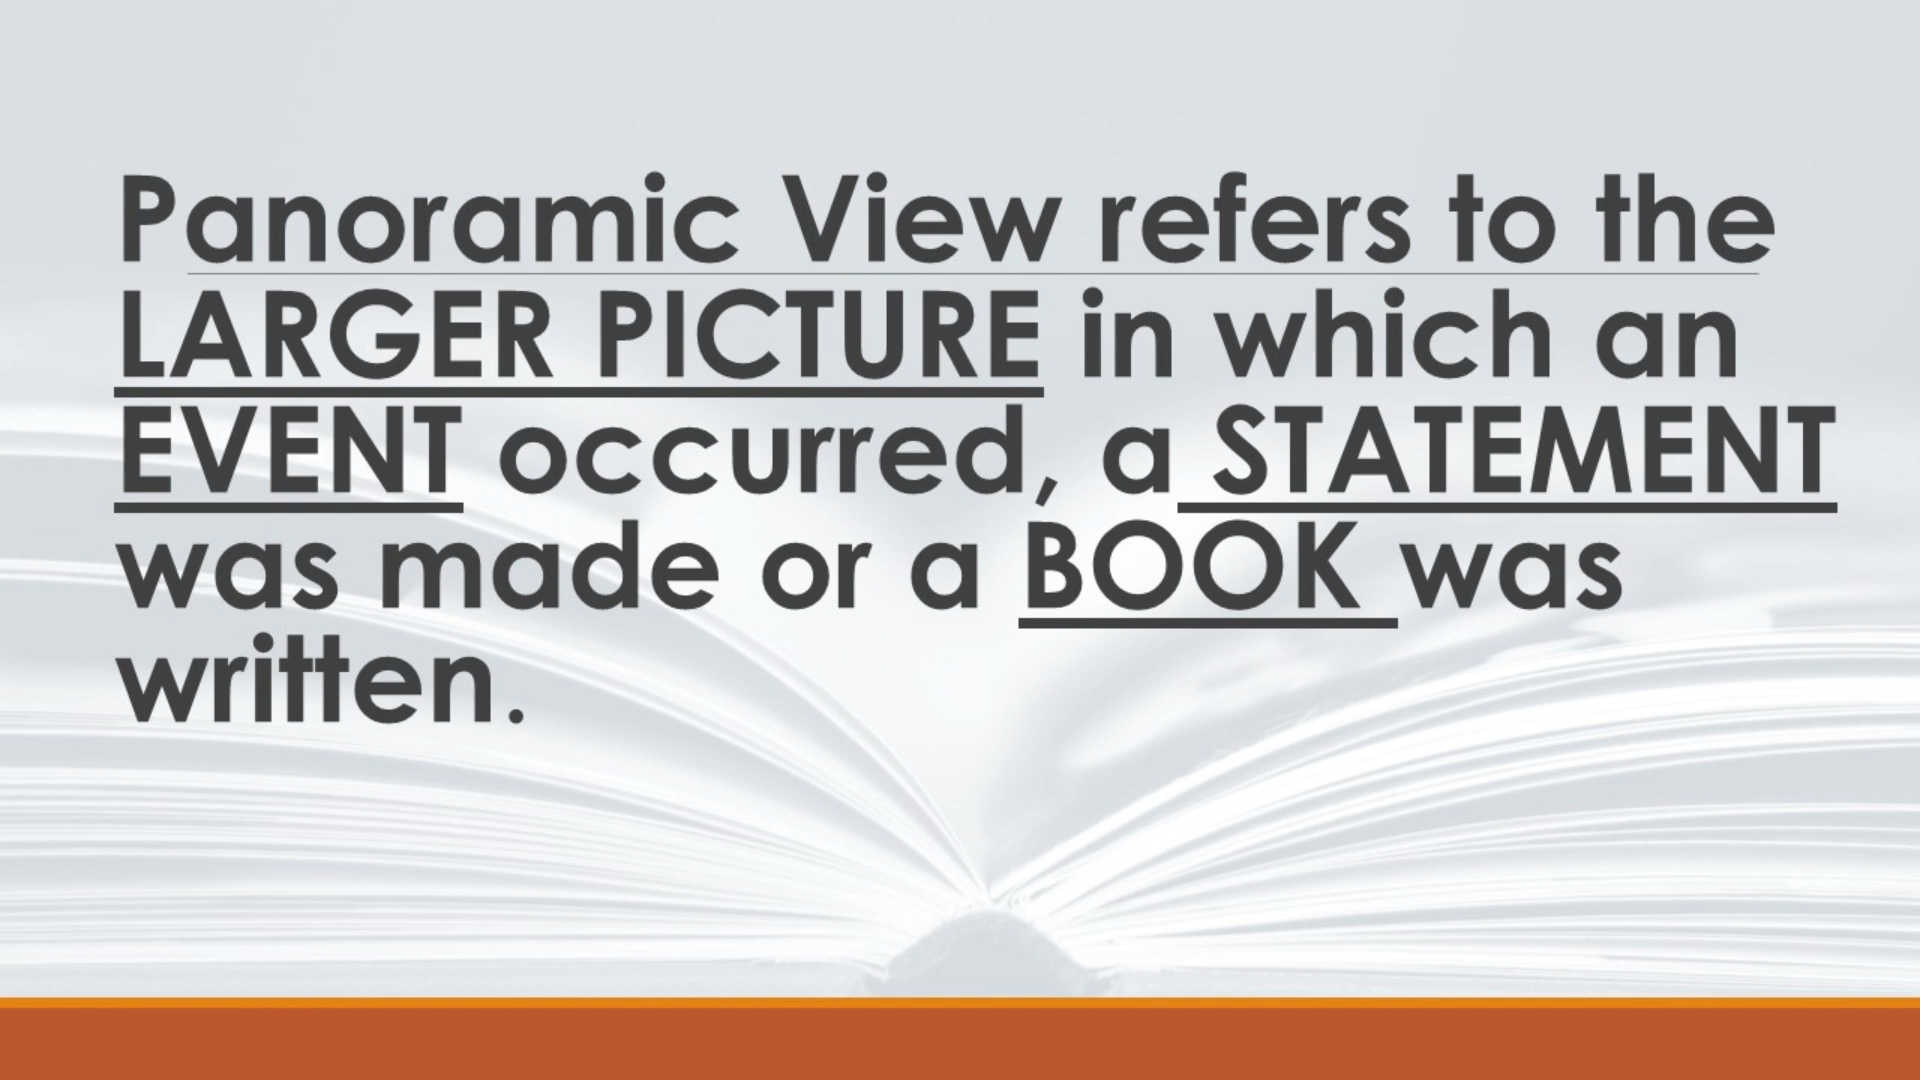 Panoramic View refers to the
LARGER PICTURE in which an
EVENT occurred, a STATEMENT
was made or a BOOK was
written.